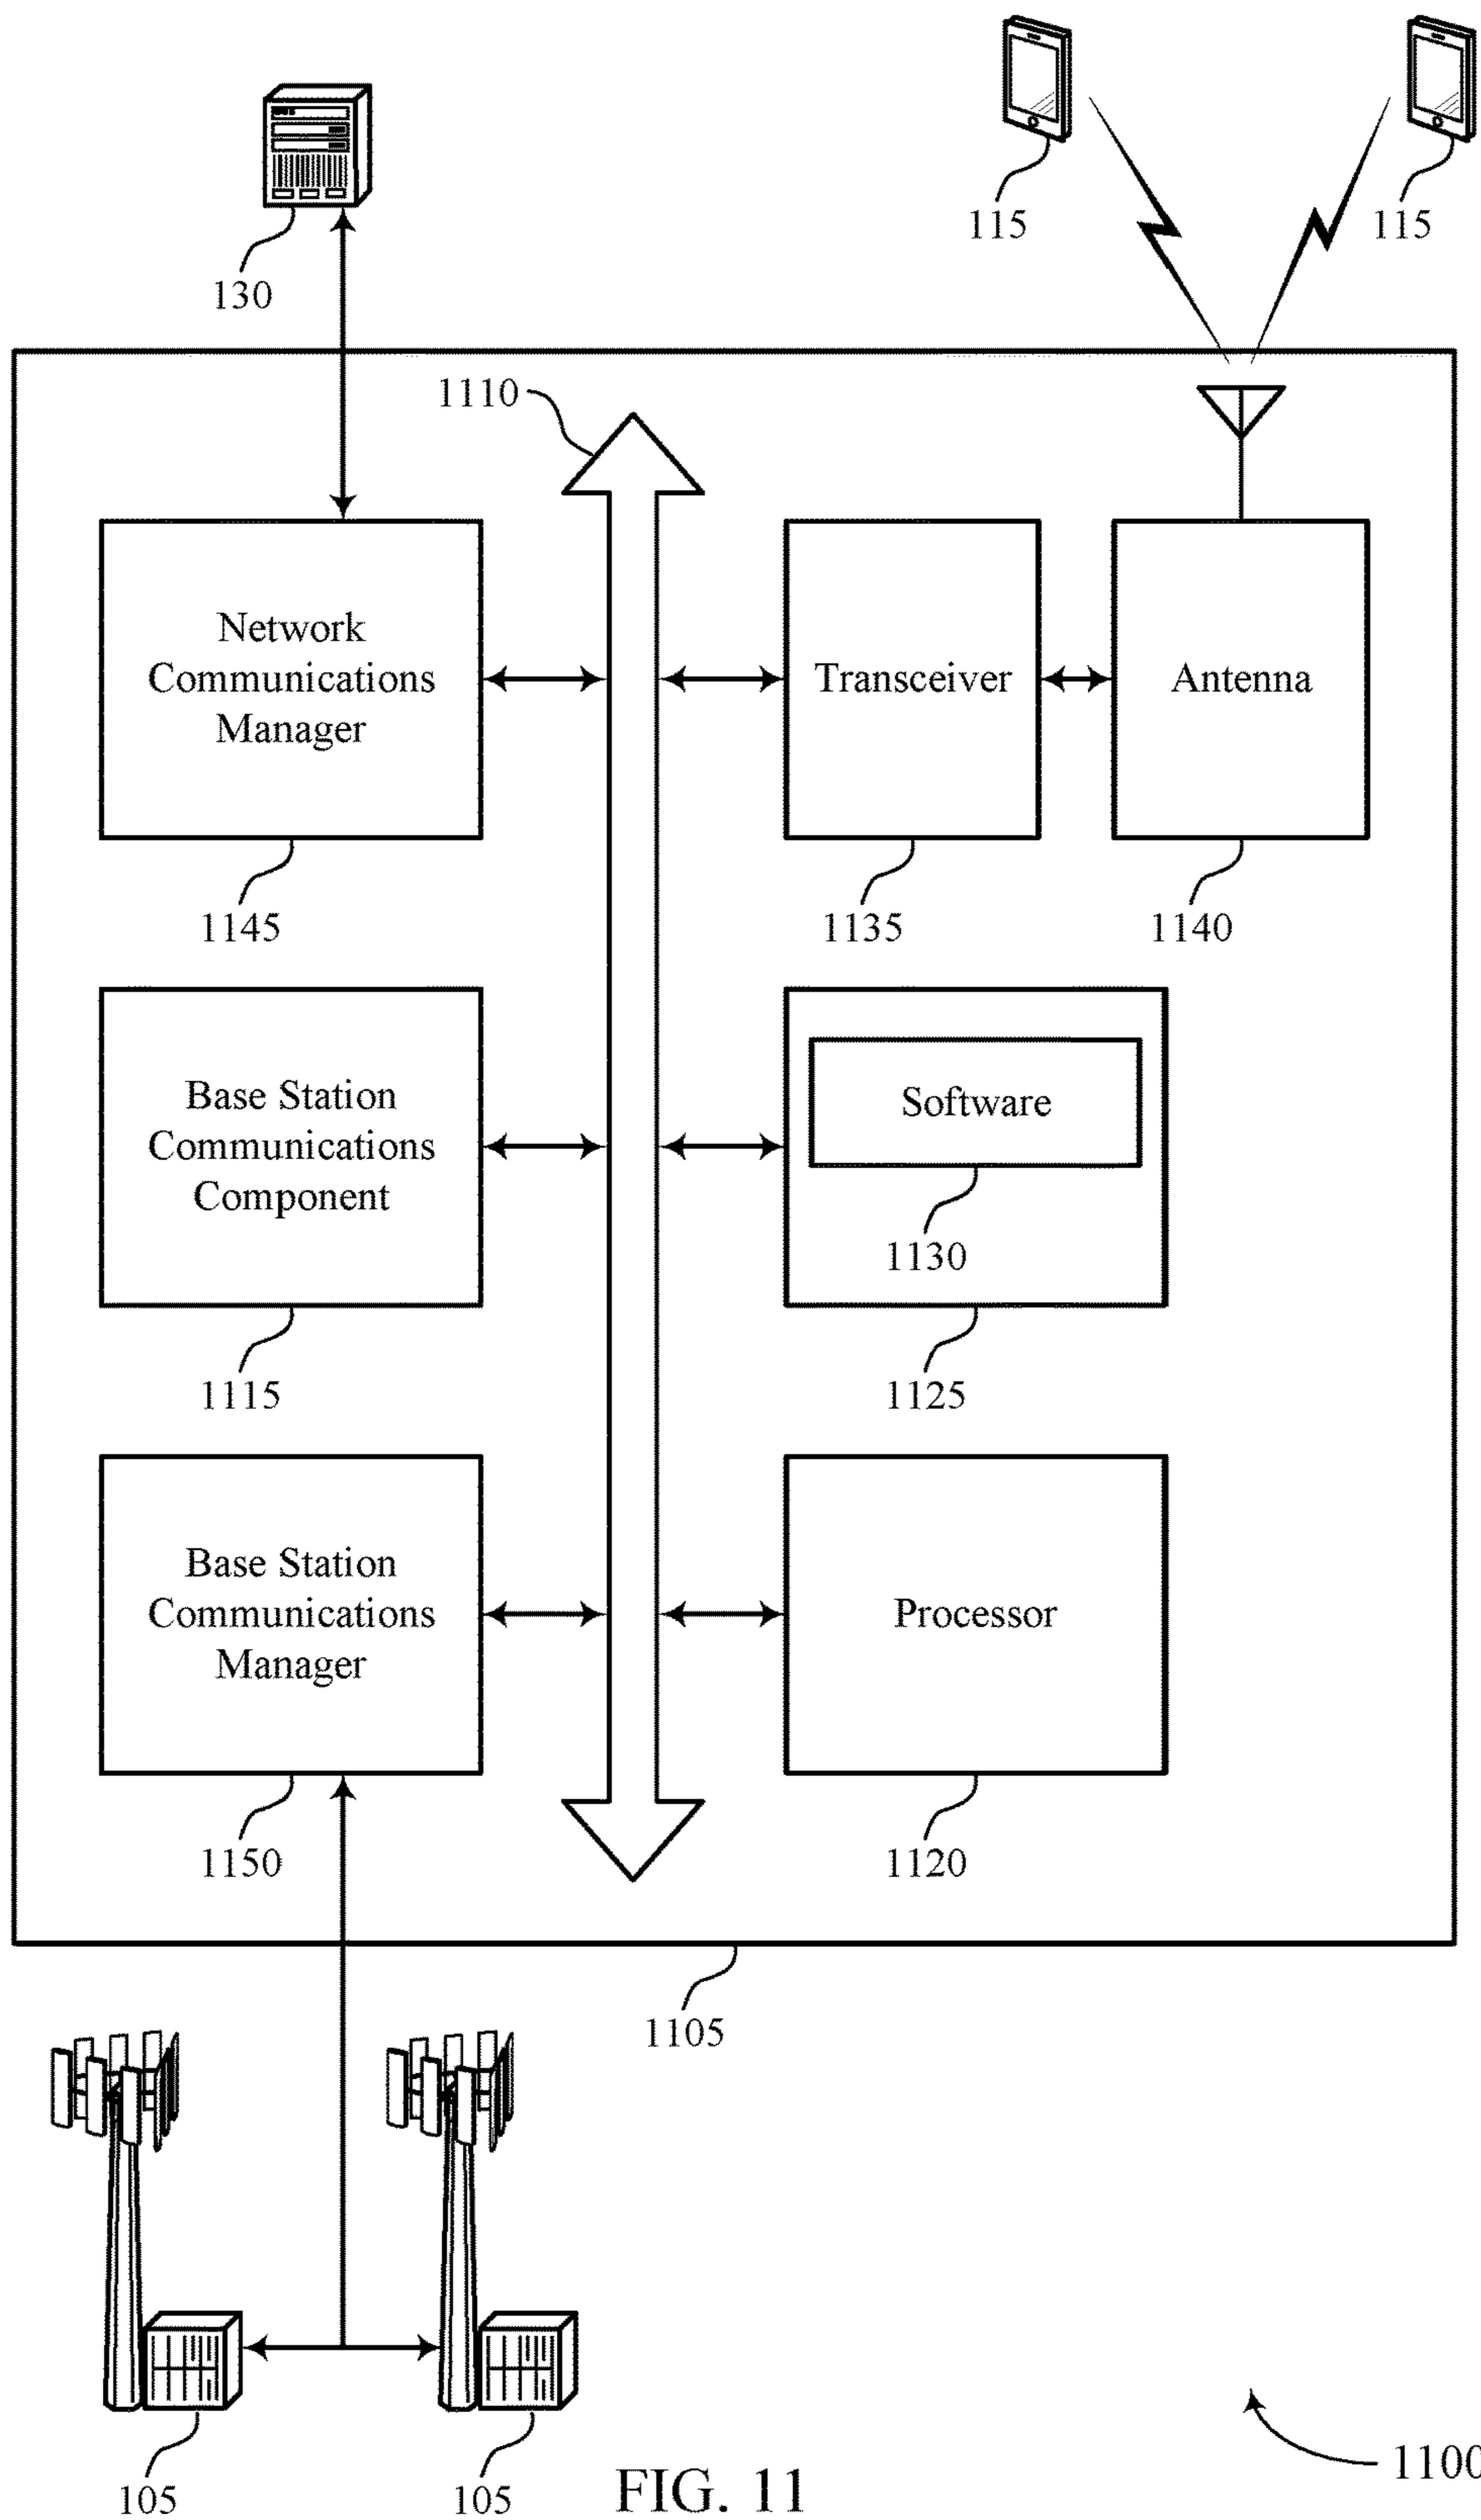 115
115
130
1110
Network
Communications
Manager
Transceiver
Antenna
1145
1135
1140
Base Station
Communications
Component
Software
1130
1115
1125
Base Station
Communications
Manager
Processor
1150
1120
1105
105
105
FIG. 11
1100